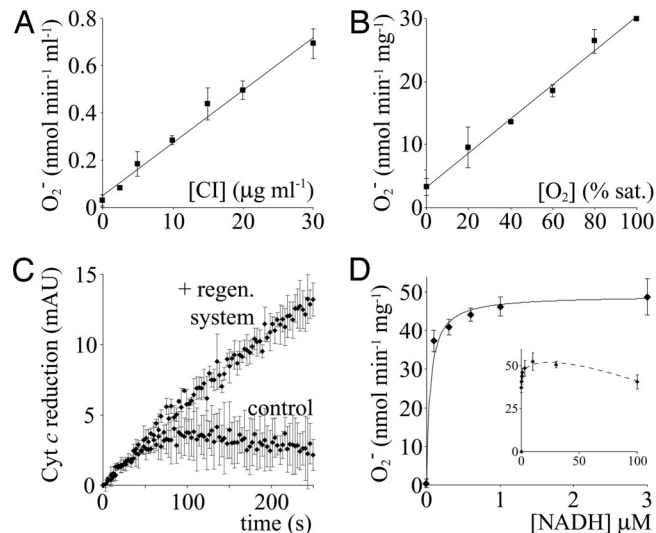 A
0.8
0.6
0.4
0.2
0
0 10 20 30
O₂⁻ (nmol min⁻¹ ml⁻¹)
[CI] (µg ml⁻¹)
B
30
20
10
0
0 20 40 60 80 100
O₂⁻ (nmol min⁻¹ mg⁻¹)
[O₂] (% sat.)
C
15
10
5
0
0 100 200
Cyt c reduction (mAU)
+ regen.
system
control
time (s)
D
50
40
30
20
10
0
0 1 2 3
O₂⁻ (nmol min⁻¹ mg⁻¹)
[NADH] µM
50
25
0
0 50 100